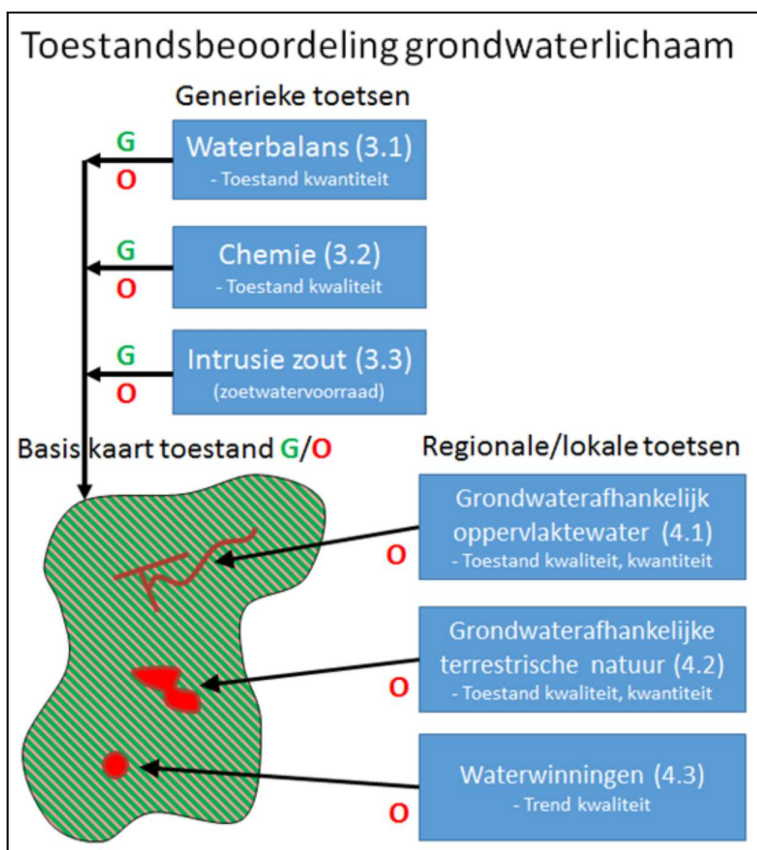 Toestandsbeoordeling grondwaterlichaam
Generieke toetsen
G
O
Waterbalans (3.1)
- Toestand kwantiteit
G
O
Chemie (3.2)
- Toestand kwaliteit
G
O
Intrusie zout (3.3)
(zoetwatervoorraad)
Basis kaart toestand G/O
Regionale/lokale toetsen
Grondwaterafhankelijk
oppervlaktewater (4.1)
- Toestand kwaliteit, kwantiteit
O
Grondwaterafhankelijke
terrestrische natuur (4.2)
- Toestand kwaliteit, kwantiteit
O
Waterwinningen (4.3)
- Trend kwaliteit
O